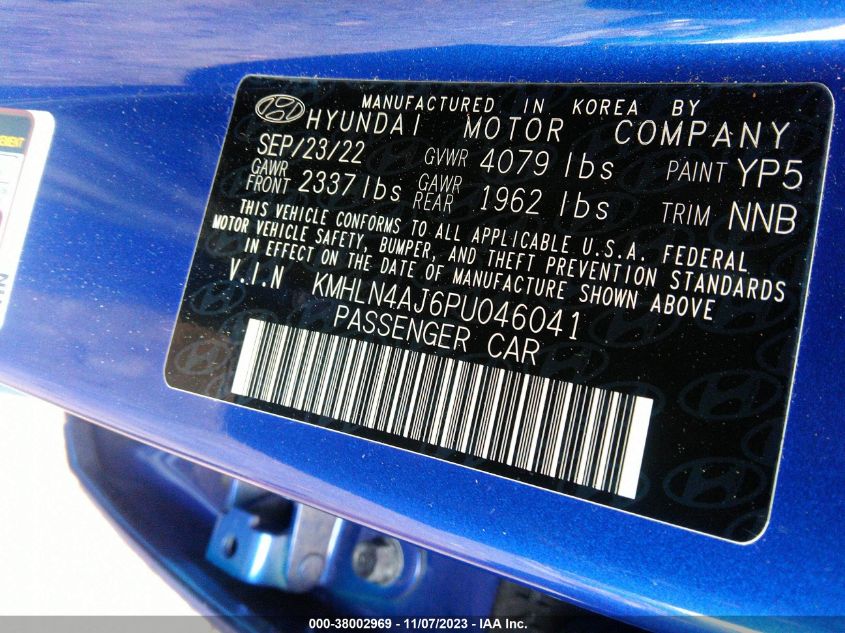 MANUFACTURED IN KOREA BY
HYUNDAI MOTOR COMPANY
SEP/23/22 GVWR 4079 lbs PAINT YP5
GAWR FRONT 2337 lbs GAWR REAR 1962 lbs TRIM NNB
THIS VEHICLE CONFORMS TO ALL APPLICABLE U.S.A. FEDERAL
MOTOR VEHICLE SAFETY, BUMPER, AND THEFT PREVENTION STANDARDS
IN EFFECT ON THE DATE OF MANUFACTURE SHOWN ABOVE
V.I.N KMHLN4AJ6PU046041
PASSENGER CAR
000-38002969 - 11/07/2023 - IAA Inc.